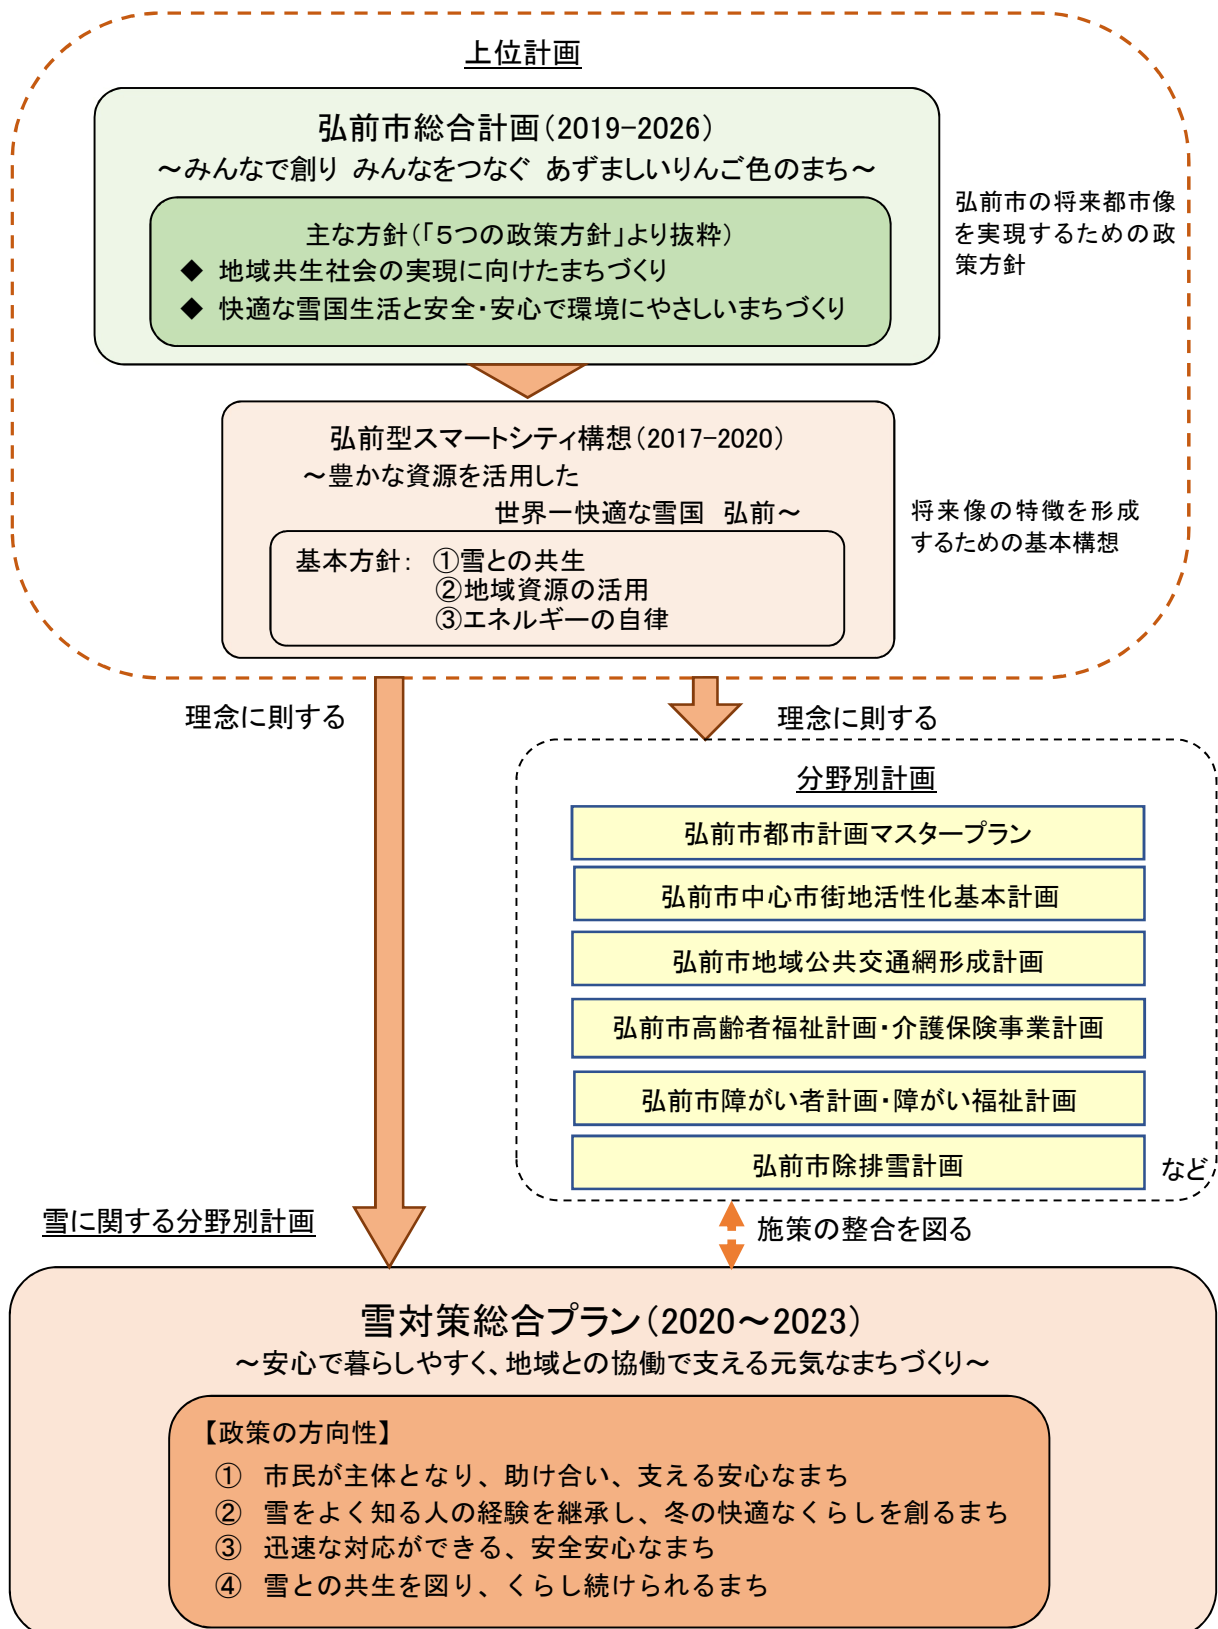 上位計画
弘前市総合計画（2019-2026）
～みんなで創り みんなをつなぐ あずましいりんご色のまち～
主な方針（「５つの政策方針」より抜粋）
◆ 地域共生社会の実現に向けたまちづくり
◆ 快適な雪国生活と安全・安心で環境にやさしいまちづくり
弘前市の将来都市像
を実現するための政
策方針
弘前型スマートシティ構想（2017-2020）
～豊かな資源を活用した
世界一快適な雪国 弘前～
基本方針： ①雪との共生
②地域資源の活用
③エネルギーの自律
将来像の特徴を形成
するための基本構想
理念に則する
理念に則する
分野別計画
弘前市都市計画マスタープラン
弘前市中心市街地活性化基本計画
弘前市地域公共交通網形成計画
弘前市高齢者福祉計画・介護保険事業計画
弘前市障がい者計画・障がい福祉計画
弘前市除排雪計画
など
雪に関する分野別計画
施策の整合を図る
雪対策総合プラン（2020～2023）
～安心で暮らしやすく、地域との協働で支える元気なまちづくり～
【政策の方向性】
① 市民が主体となり、助け合い、支える安心なまち
② 雪をよく知る人の経験を継承し、冬の快適なくらしを創るまち
③ 迅速な対応ができる、安全安心なまち
④ 雪との共生を図り、くらし続けられるまち